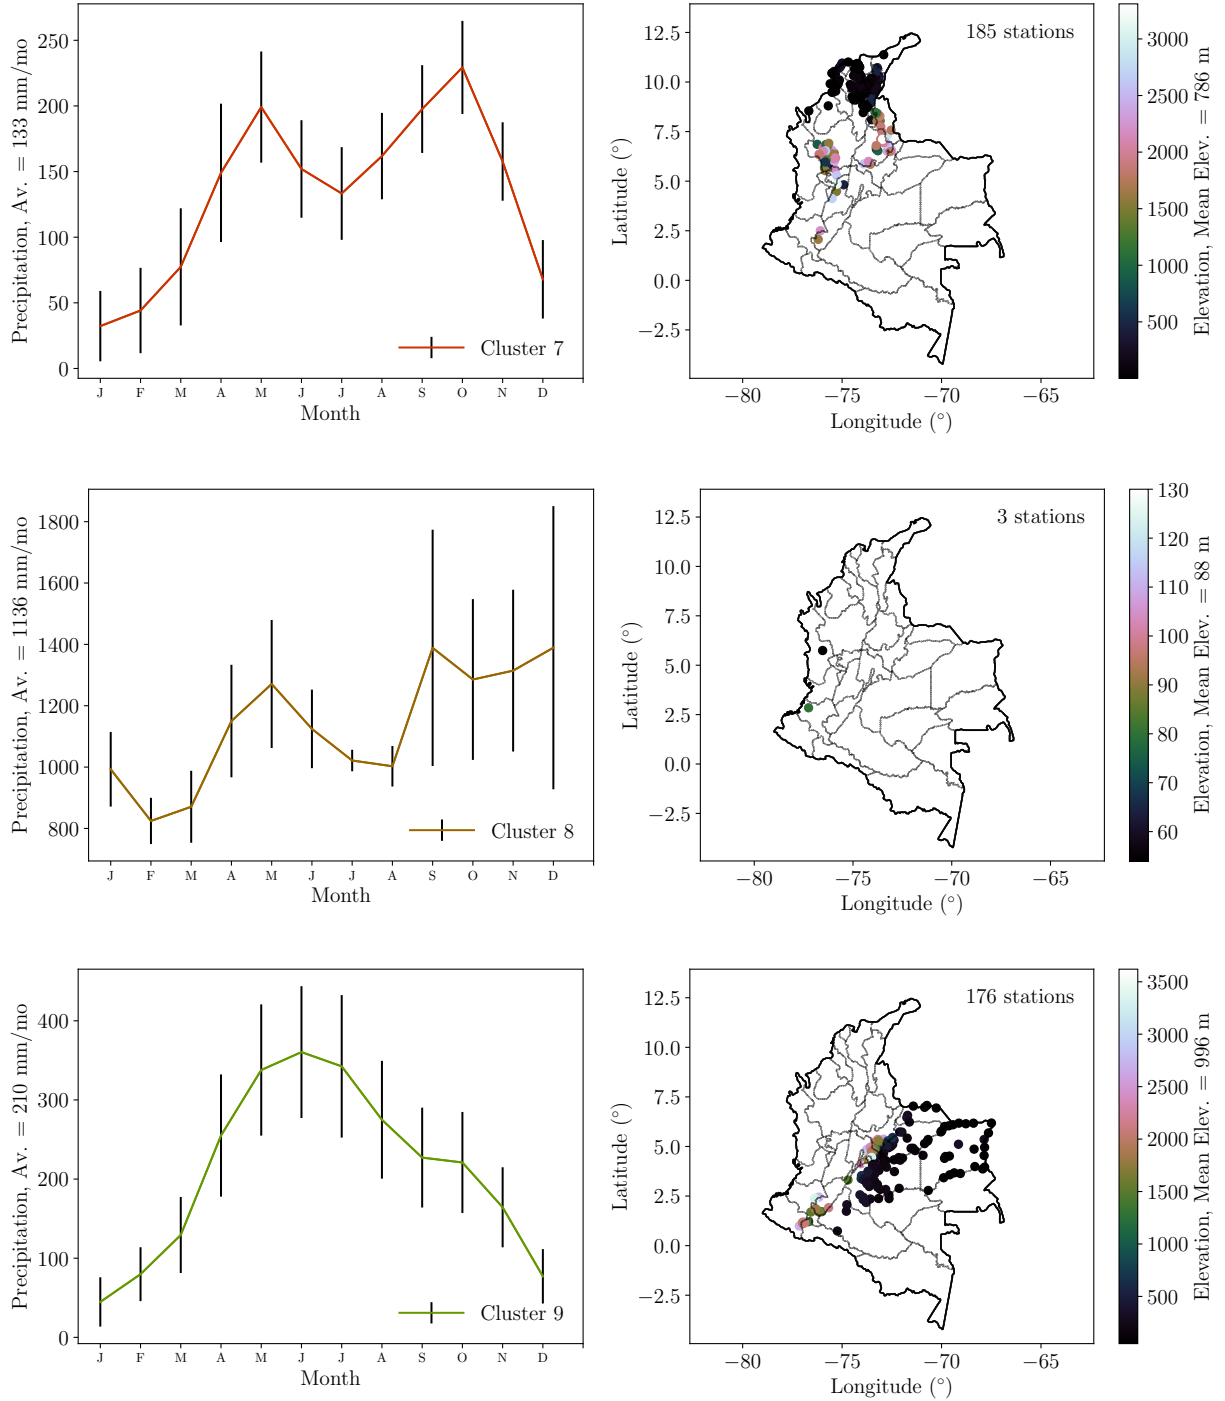 Precipitation, Av. = 133 mm/mo
250
200
150
100
50
0
J F M A M J J A S O N D
Month
Cluster 7
185 stations
Latitude (°)
12.5
10.0
7.5
5.0
2.5
0.0
−2.5
−80 −75 −70 −65
Longitude (°)
3000
2500
2000
1500
1000
500
Elevation, Mean Elev. = 786 m
Precipitation, Av. = 1136 mm/mo
1800
1600
1400
1200
1000
800
J F M A M J J A S O N D
Month
Cluster 8
3 stations
Latitude (°)
12.5
10.0
7.5
5.0
2.5
0.0
−2.5
−80 −75 −70 −65
Longitude (°)
130
120
110
100
90
80
70
60
Elevation, Mean Elev. = 88 m
Precipitation, Av. = 210 mm/mo
400
300
200
100
0
J F M A M J J A S O N D
Month
Cluster 9
176 stations
Latitude (°)
12.5
10.0
7.5
5.0
2.5
0.0
−2.5
−80 −75 −70 −65
Longitude (°)
3500
3000
2500
2000
1500
1000
500
Elevation, Mean Elev. = 996 m